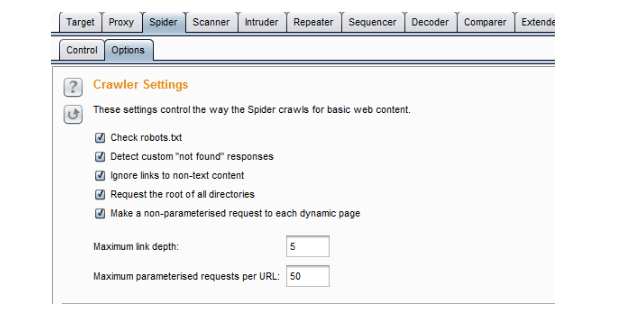 Target Proxy Spider Scanner Intruder Repeater Sequencer Decoder Comparer Extende
Control Options
? Crawler Settings
These settings control the way the Spider crawls for basic web content.
Check robots.txt
Detect custom "not found" responses
Ignore links to non-text content
Request the root of all directories
Make a non-parameterised request to each dynamic page
Maximum link depth: 5
Maximum parameterised requests per URL: 50